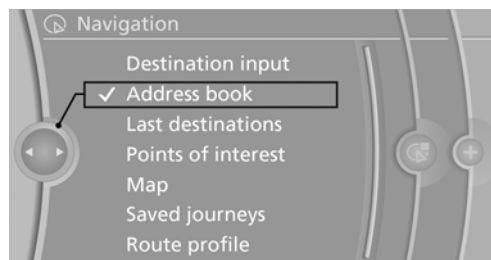 Navigation
Destination input
Address book
Last destinations
Points of interest
Map
Saved journeys
Route profile